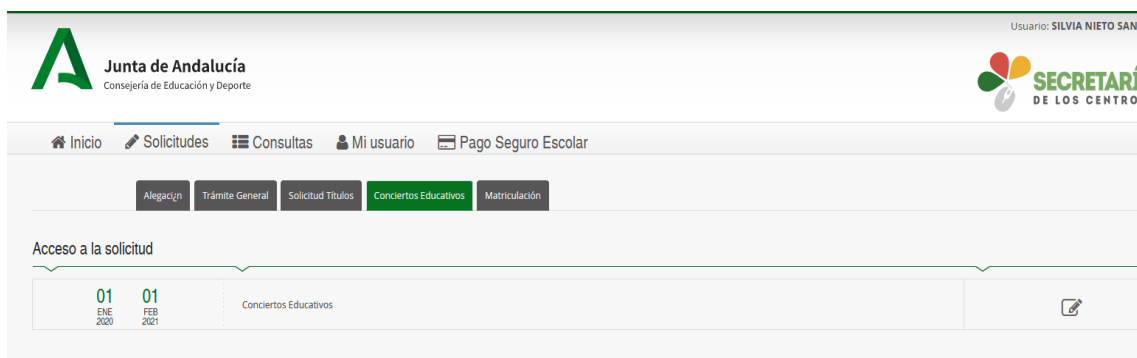 Usuario: SILVIA NIETO SAN
Junta de Andalucía
Consejería de Educación y Deporte
SECRETARÍ
DE LOS CENTRO
Inicio Solicitudes Consultas Mi usuario Pago Seguro Escolar
Alegaci¿n Trámite General Solicitud Títulos Conciertos Educativos Matriculación
Acceso a la solicitud
01 01
ENE FEB Conciertos Educativos
2020 2021